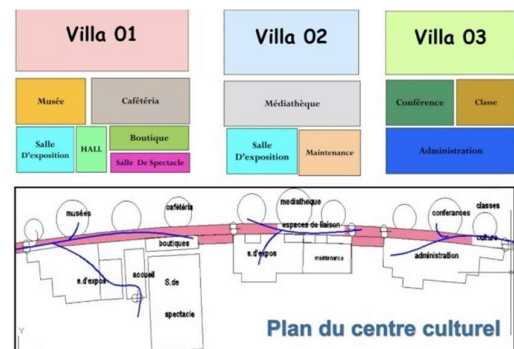 Villa 01
Villa 02
Villa 03
Musée
Cafétéria
Médiathèque
Conférence
Classe
Salle
D'exposition
HALL
Boutique
Salle De Spectacle
Salle
D'exposition
Maintenance
Administration
musées
cafétéria
mediatheque
conferances
classes
boutiques
espaces de liaison
culture
s.d'expos
accueil
S.de
spectacle
s.d'expos
maintenance
administration
Plan du centre culturel
Y